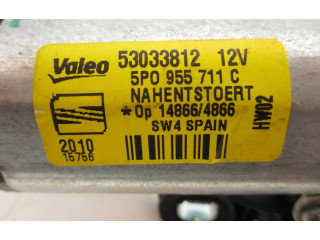 Valeo 53033812 12V
5P0 955 711 C
NAHENTSTOERT
*Op 14866/4866
2010 SW4 SPAIN
16766
HW02